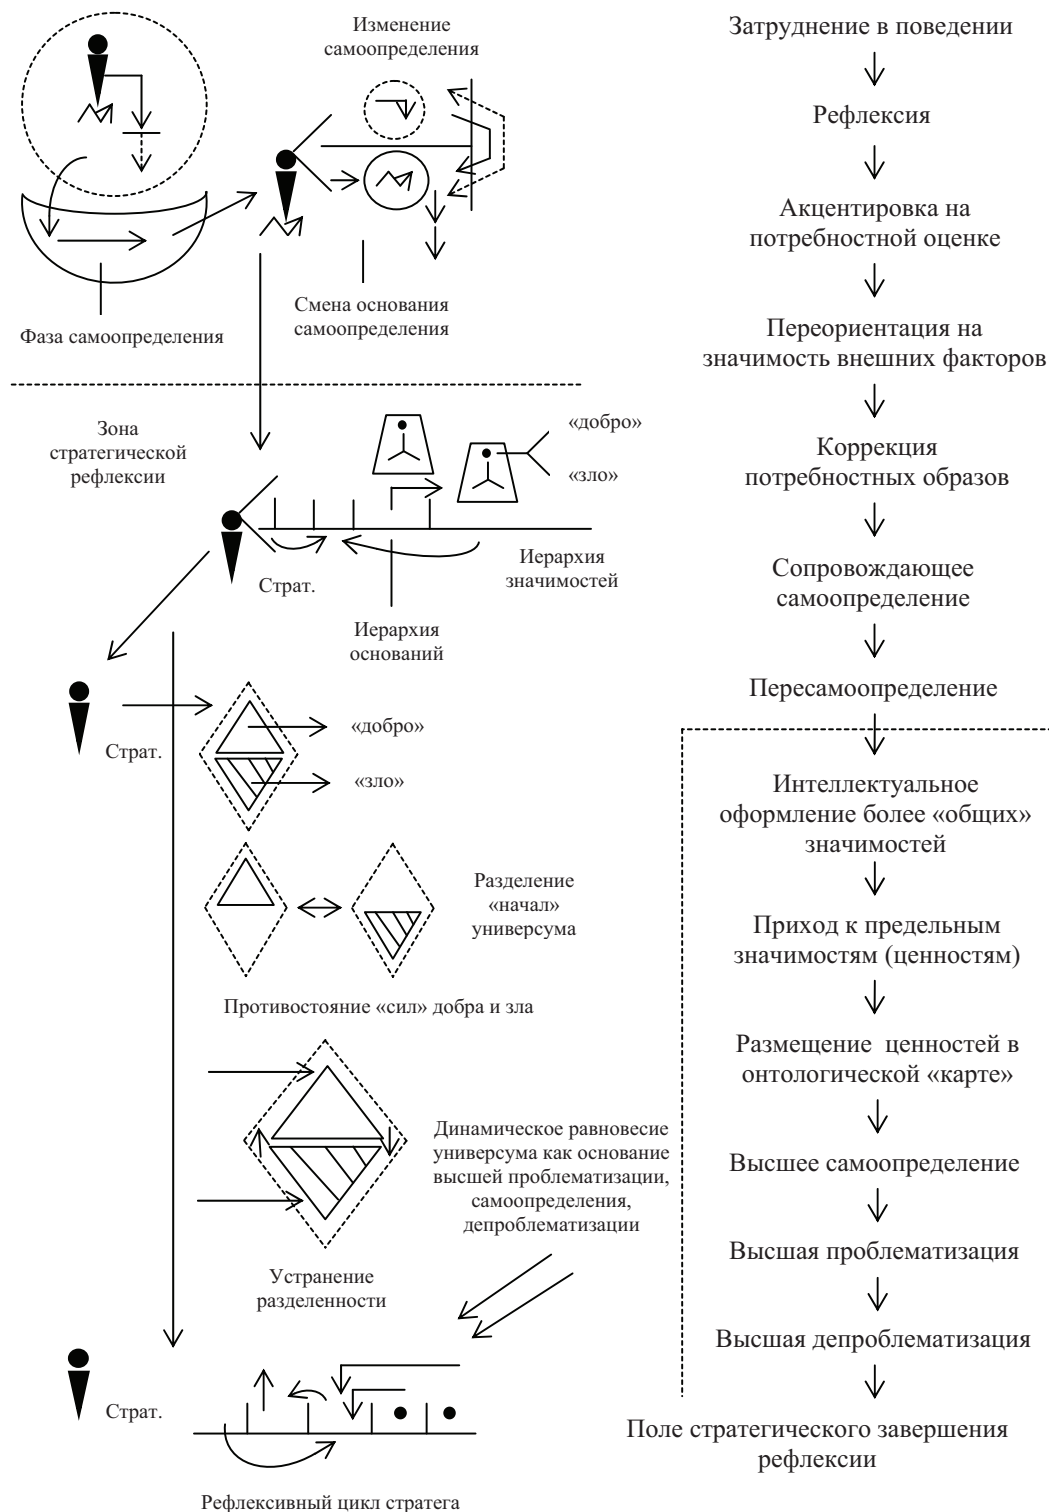 Изменение
самоопределения
Фаза самоопределения
Смена основания
самоопределения
Зона
стратегической
рефлексии
«добро»
«зло»
Страт.
Иерархия
значимостей
Иерархия
оснований
Страт.
«добро»
«зло»
Разделение
«начал»
универсума
Противостояние «сил» добра и зла
Динамическое равновесие
универсума как основание
высшей проблематизации,
самоопределения,
депроблематизации
Устранение
разделенности
Страт.
Рефлексивный цикл стратега
Затруднение в поведении
Рефлексия
Акцентировка на
потребностной оценке
Переориентация на
значимость внешних факторов
Коррекция
потребностных образов
Сопровождающее
самоопределение
Пересамоопределение
Интеллектуальное
оформление более «общих»
значимостей
Приход к предельным
значимостям (ценностям)
Размещение ценностей в
онтологической «карте»
Высшее самоопределение
Высшая проблематизация
Высшая депроблематизация
Поле стратегического завершения
рефлексии